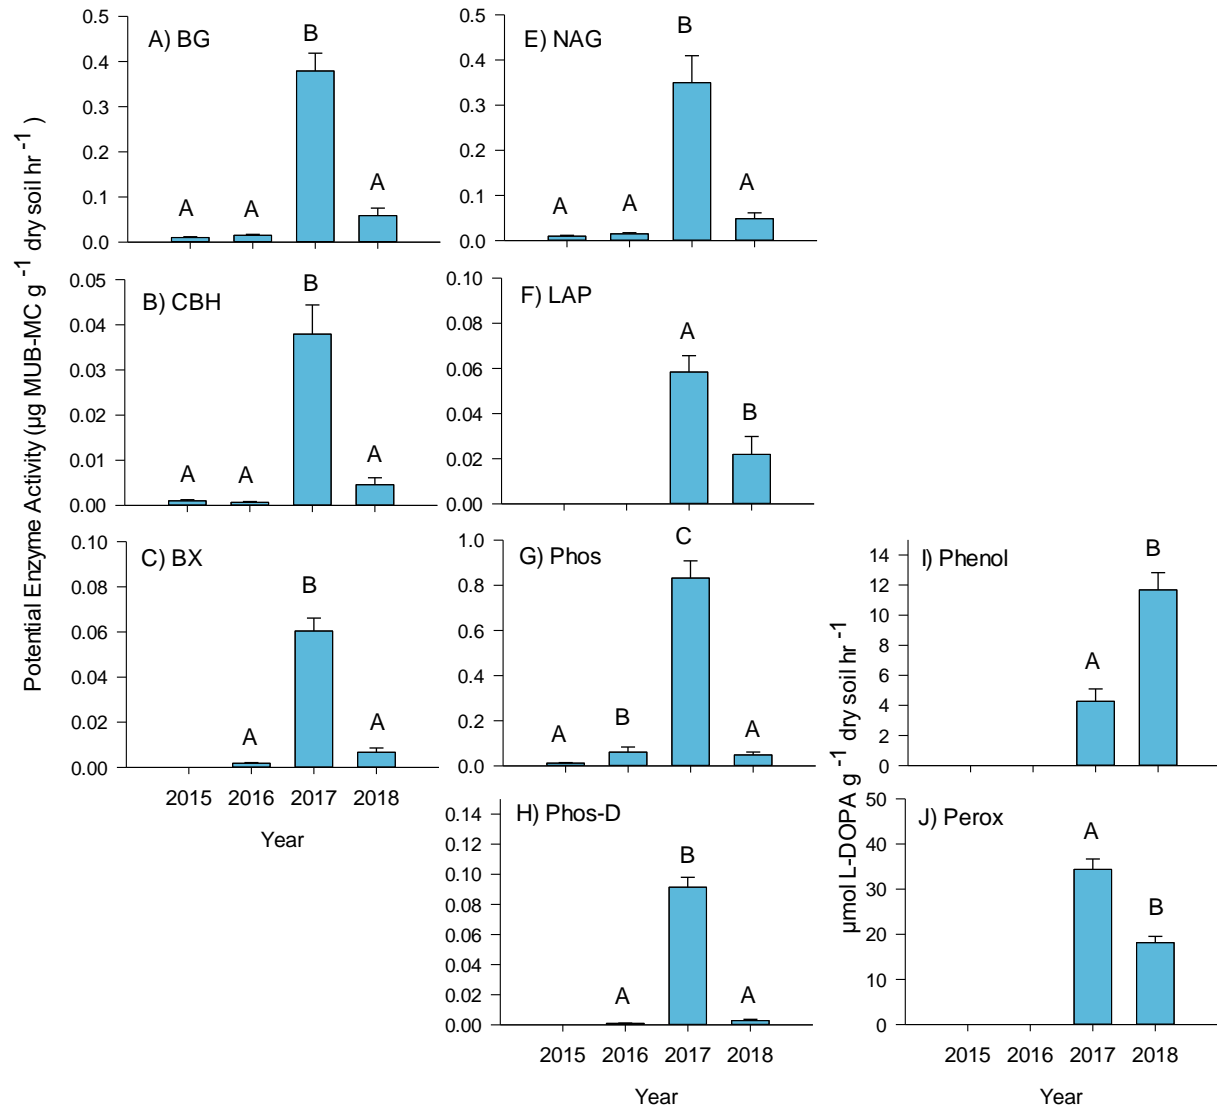 Potential Enzyme Activity (µg MUB-MC g⁻¹ dry soil hr⁻¹ )
A) BG
0.5
0.4
0.3
0.2
0.1
0.0
A
A
B
A
B) CBH
0.05
0.04
0.03
0.02
0.01
0.00
A
A
B
A
C) BX
0.10
0.08
0.06
0.04
0.02
0.00
A
B
A
2015 2016 2017 2018
Year
E) NAG
0.5
0.4
0.3
0.2
0.1
0.0
A
A
B
A
F) LAP
0.10
0.08
0.06
0.04
0.02
0.00
A
B
G) Phos
1.0
0.8
0.6
0.4
0.2
0.0
A
B
C
A
H) Phos-D
0.14
0.12
0.10
0.08
0.06
0.04
0.02
0.00
A
B
A
2015 2016 2017 2018
Year
µmol L-DOPA g⁻¹ dry soil hr⁻¹
I) Phenol
14
12
10
8
6
4
2
0
A
B
J) Perox
50
40
30
20
10
0
A
B
2015 2016 2017 2018
Year